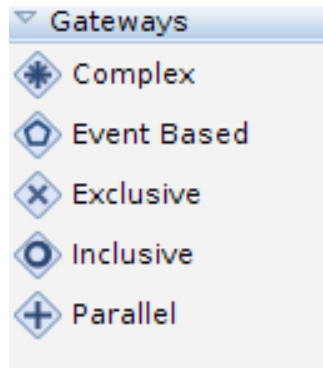 Gateways
Complex
Event Based
Exclusive
Inclusive
Parallel